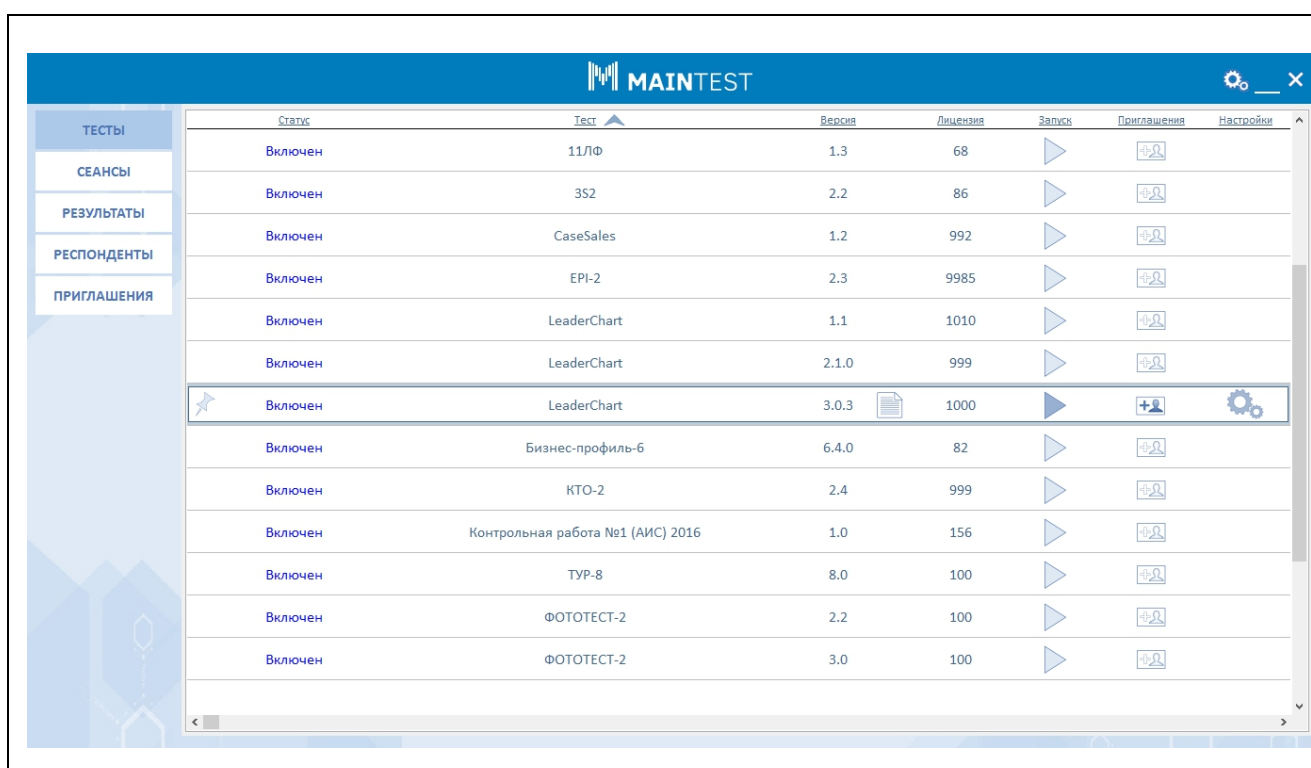 MAINTEST
ТЕСТЫ
СЕАНСЫ
РЕЗУЛЬТАТЫ
РЕСПОНДЕНТЫ
ПРИГЛАШЕНИЯ
Статус Тест Версия Лицензия Запуск Приглашения Настройки
Включен 11ЛФ 1.3 68
Включен 3S2 2.2 86
Включен CaseSales 1.2 992
Включен EPI-2 2.3 9985
Включен LeaderChart 1.1 1010
Включен LeaderChart 2.1.0 999
Включен LeaderChart 3.0.3 1000
Включен Бизнес-профиль-6 6.4.0 82
Включен КТО-2 2.4 999
Включен Контрольная работа №1 (АИС) 2016 1.0 156
Включен ТУР-8 8.0 100
Включен ФОТОТЕСТ-2 2.2 100
Включен ФОТОТЕСТ-2 3.0 100